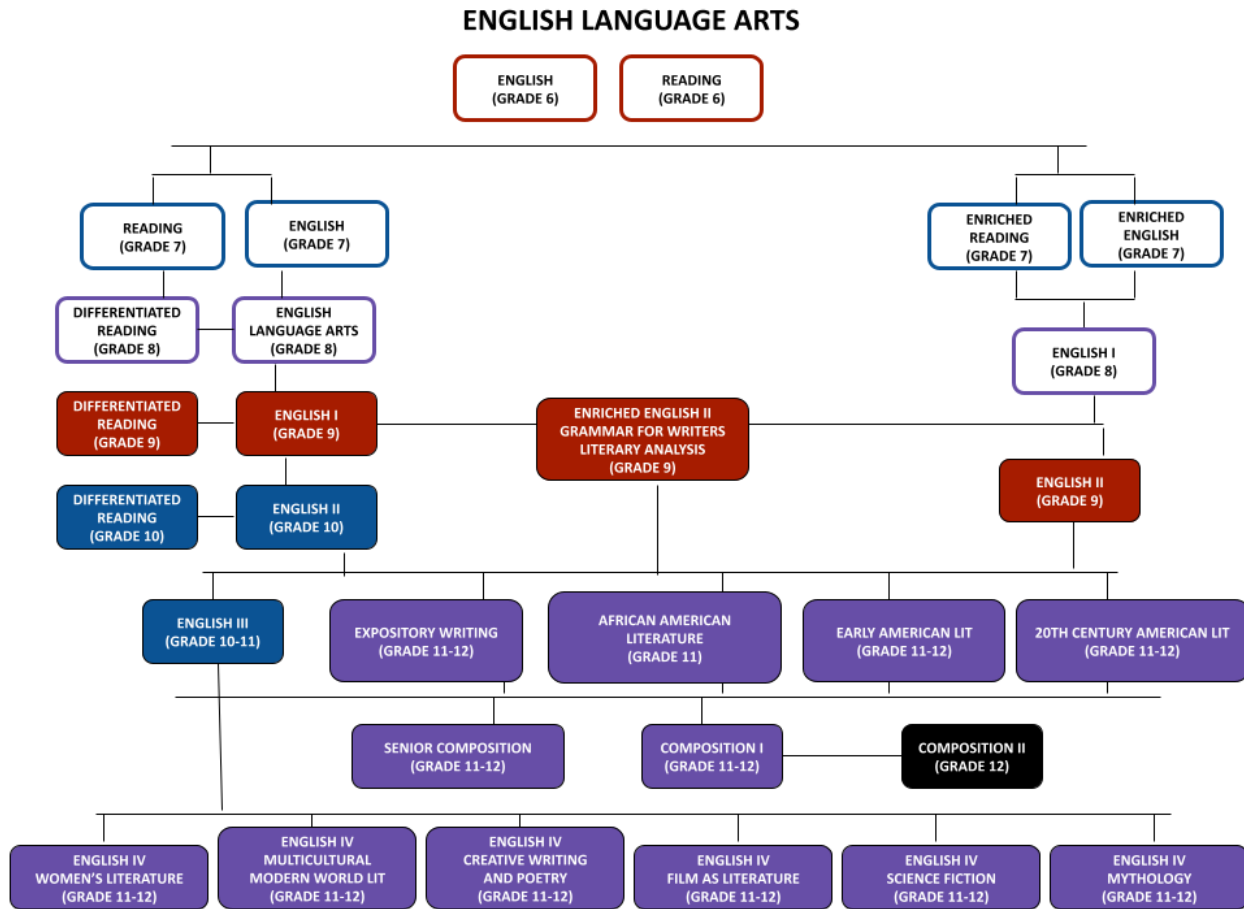 ENGLISH LANGUAGE ARTS
ENGLISH
(GRADE 6)
READING
(GRADE 6)
READING
(GRADE 7)
ENGLISH
(GRADE 7)
ENRICHED
READING
(GRADE 7)
ENRICHED
ENGLISH
(GRADE 7)
DIFFERENTIATED
READING
(GRADE 8)
ENGLISH
LANGUAGE ARTS
(GRADE 8)
ENGLISH I
(GRADE 8)
DIFFERENTIATED
READING
(GRADE 9)
ENGLISH I
(GRADE 9)
ENRICHED ENGLISH II
GRAMMAR FOR WRITERS
LITERARY ANALYSIS
(GRADE 9)
ENGLISH II
(GRADE 9)
DIFFERENTIATED
READING
(GRADE 10)
ENGLISH II
(GRADE 10)
ENGLISH III
(GRADE 10-11)
EXPOSITORY WRITING
(GRADE 11-12)
AFRICAN AMERICAN
LITERATURE
(GRADE 11)
EARLY AMERICAN LIT
(GRADE 11-12)
20TH CENTURY AMERICAN LIT
(GRADE 11-12)
SENIOR COMPOSITION
(GRADE 11-12)
COMPOSITION I
(GRADE 11-12)
COMPOSITION II
(GRADE 12)
ENGLISH IV
WOMEN'S LITERATURE
(GRADE 11-12)
ENGLISH IV
MULTICULTURAL
MODERN WORLD LIT
(GRADE 11-12)
ENGLISH IV
CREATIVE WRITING
AND POETRY
(GRADE 11-12)
ENGLISH IV
FILM AS LITERATURE
(GRADE 11-12)
ENGLISH IV
SCIENCE FICTION
(GRADE 11-12)
ENGLISH IV
MYTHOLOGY
(GRADE 11-12)